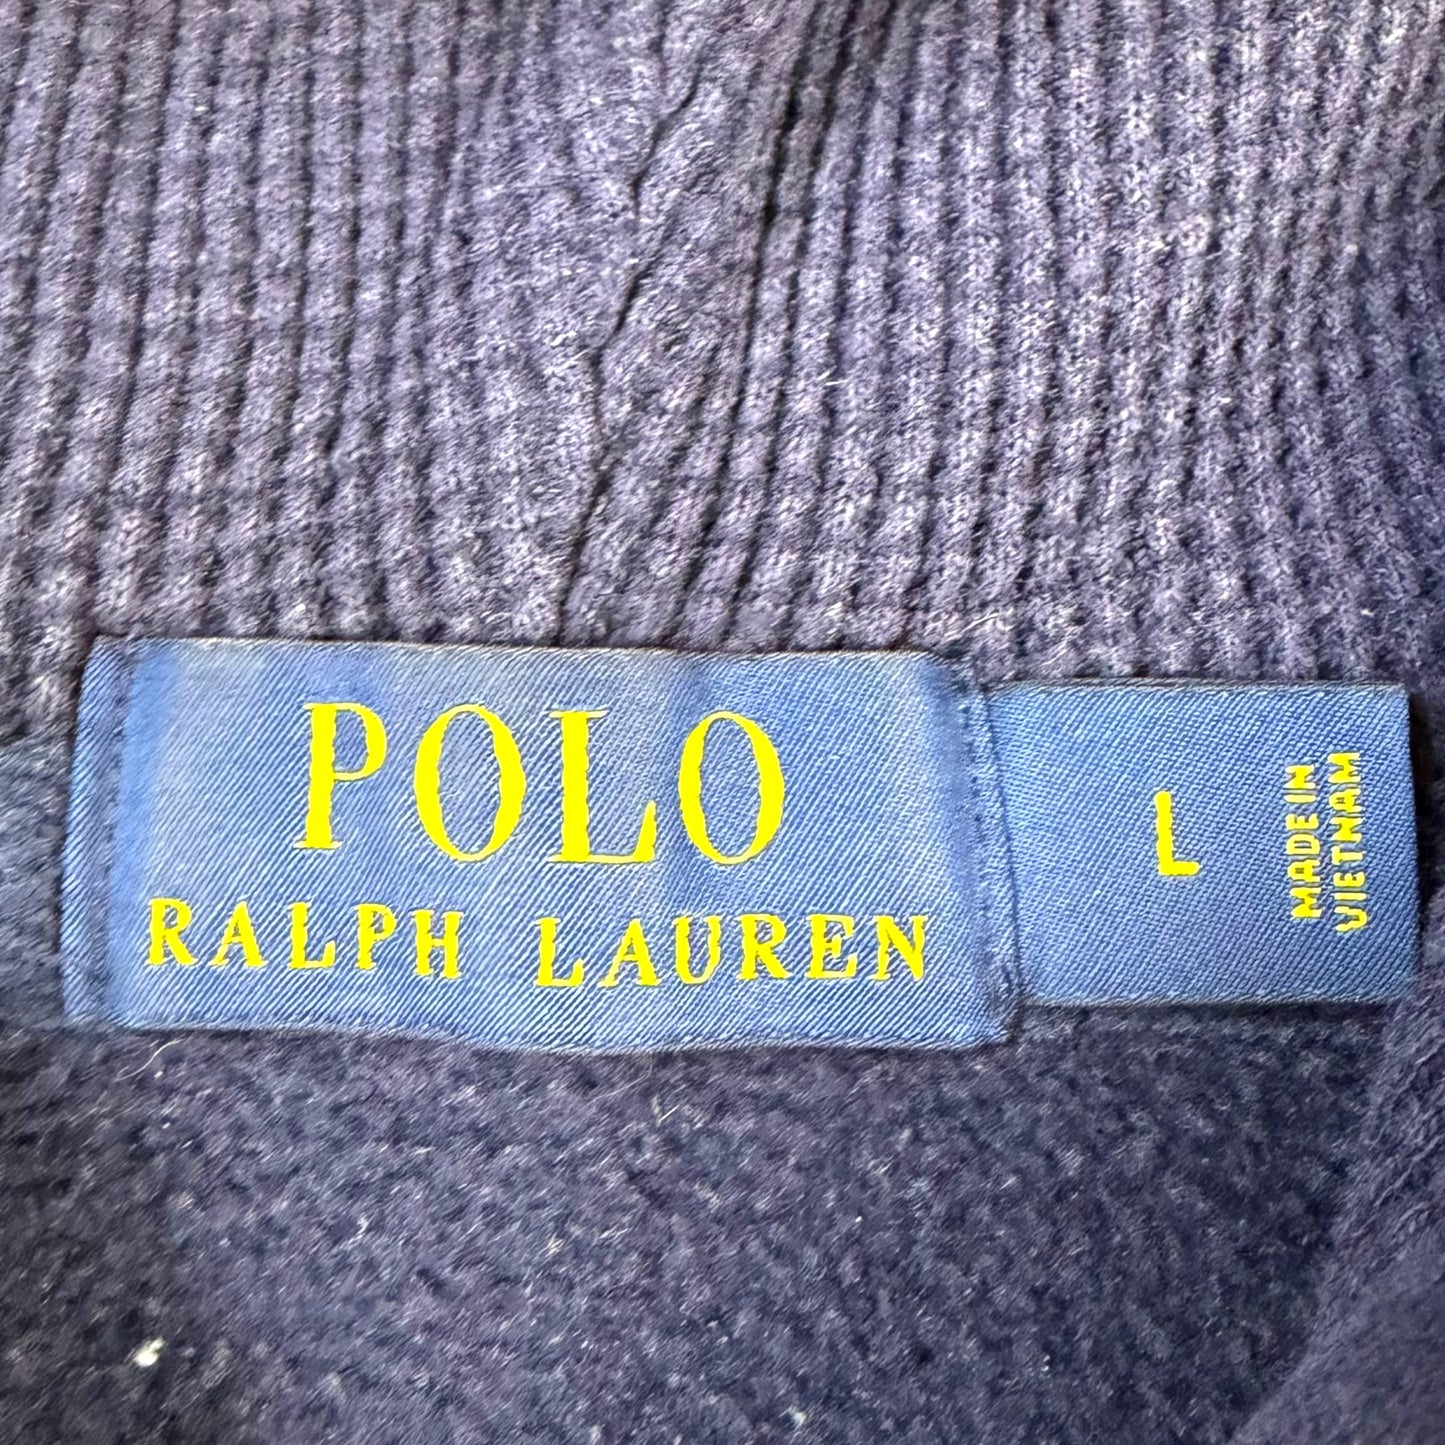 POLO
RALPH LAUREN
L
MADE IN
VIETNAM